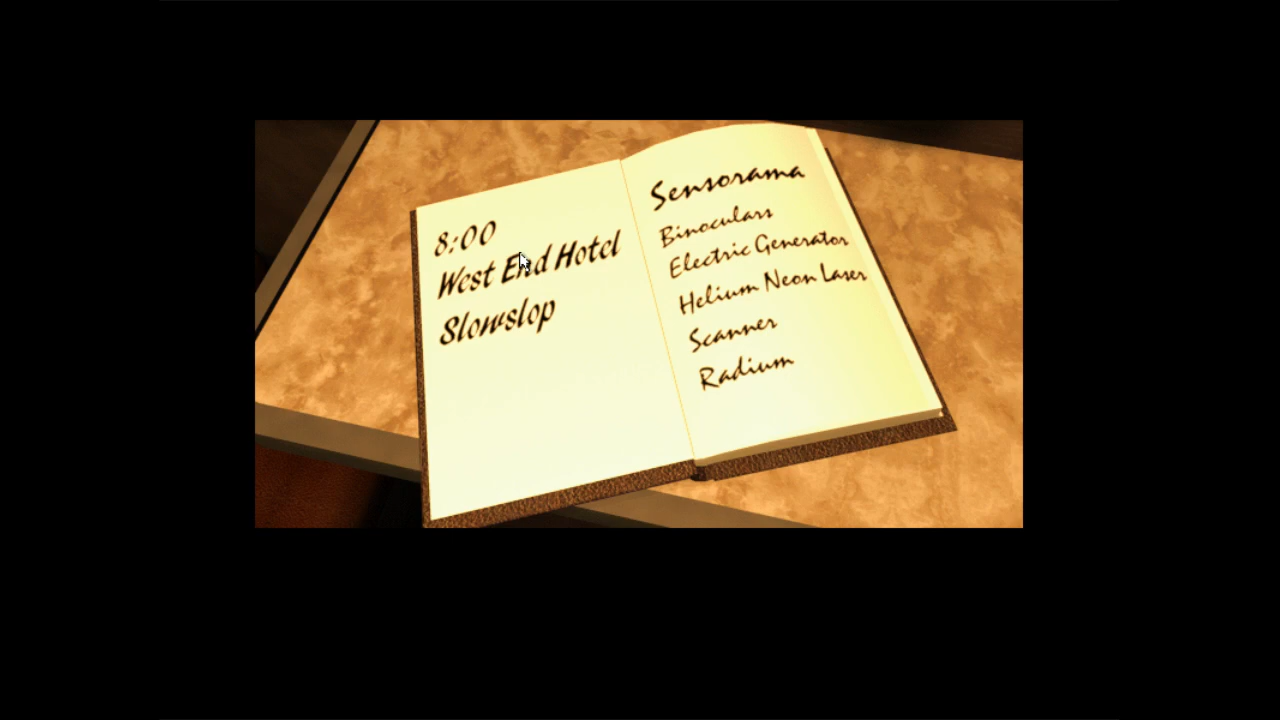 8:00
West End Hotel
Slowslop
Sensorama
Binoculars
Electric Generator
Helium Neon Laser
Scanner
Radium